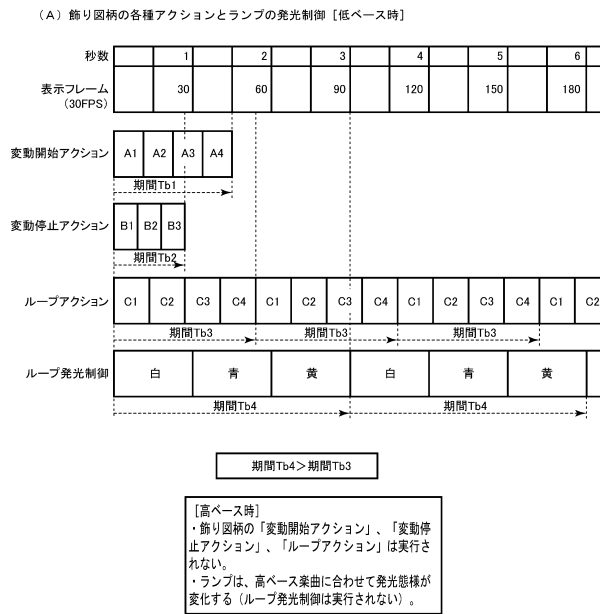 （A）飾り図柄の各種アクションとランプの発光制御［低ベース時］
秒数 1 2 3 4 5 6
表示フレーム 30 60 90 120 150 180
（30FPS）
変動開始アクション A1 A2 A3 A4
期間Tb1
変動停止アクション B1 B2 B3
期間Tb2
ループアクション C1 C2 C3 C4 C1 C2 C3 C4 C1 C2 C3 C4 C1 C2
期間Tb3 期間Tb3 期間Tb3
ループ発光制御 白 青 黄 白 青 黄
期間Tb4 期間Tb4
期間Tb4＞期間Tb3
［高ベース時］
・飾り図柄の「変動開始アクション」、「変動停
止アクション」、「ループアクション」は実行さ
れない。
・ランプは、高ベース楽曲に合わせて発光態様が
変化する（ループ発光制御は実行されない）。